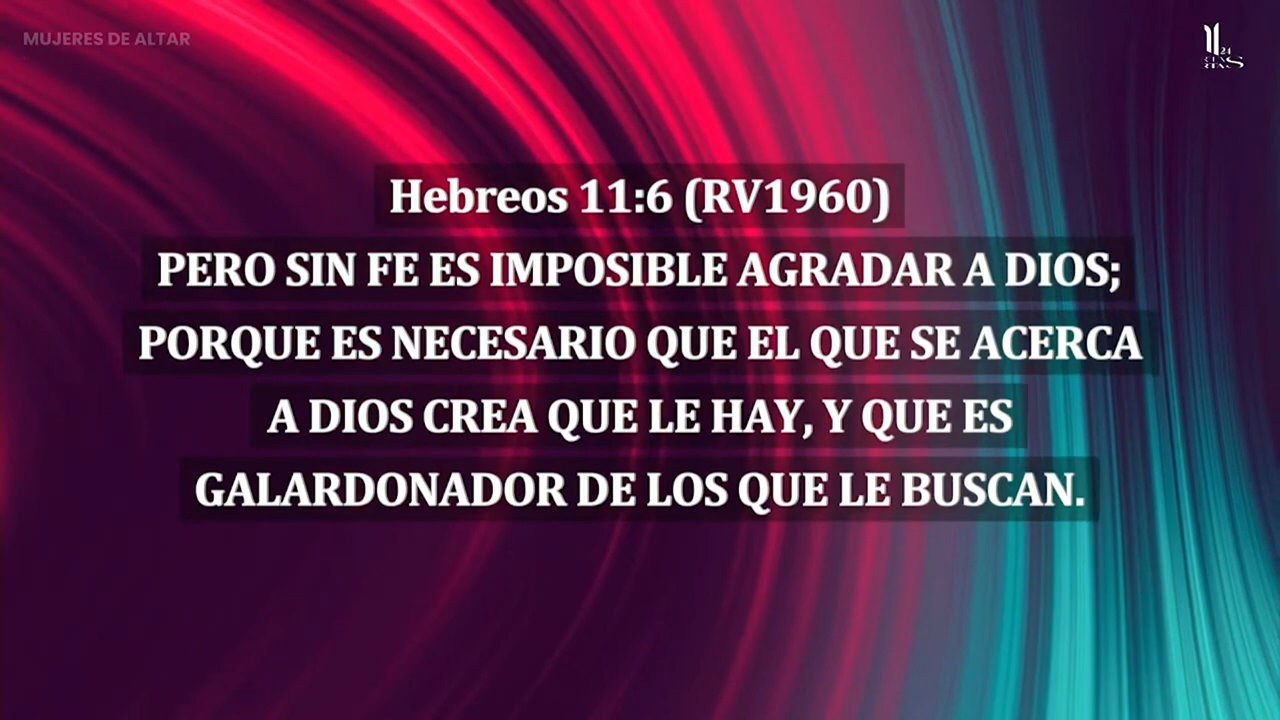 MUJERES DE ALTAR
24
Hebreos 11:6 (RV1960)
PERO SIN FE ES IMPOSIBLE AGRADAR A DIOS;
PORQUE ES NECESARIO QUE EL QUE SE ACERCA
A DIOS CREA QUE LE HAY, Y QUE ES
GALARDONADOR DE LOS QUE LE BUSCAN.